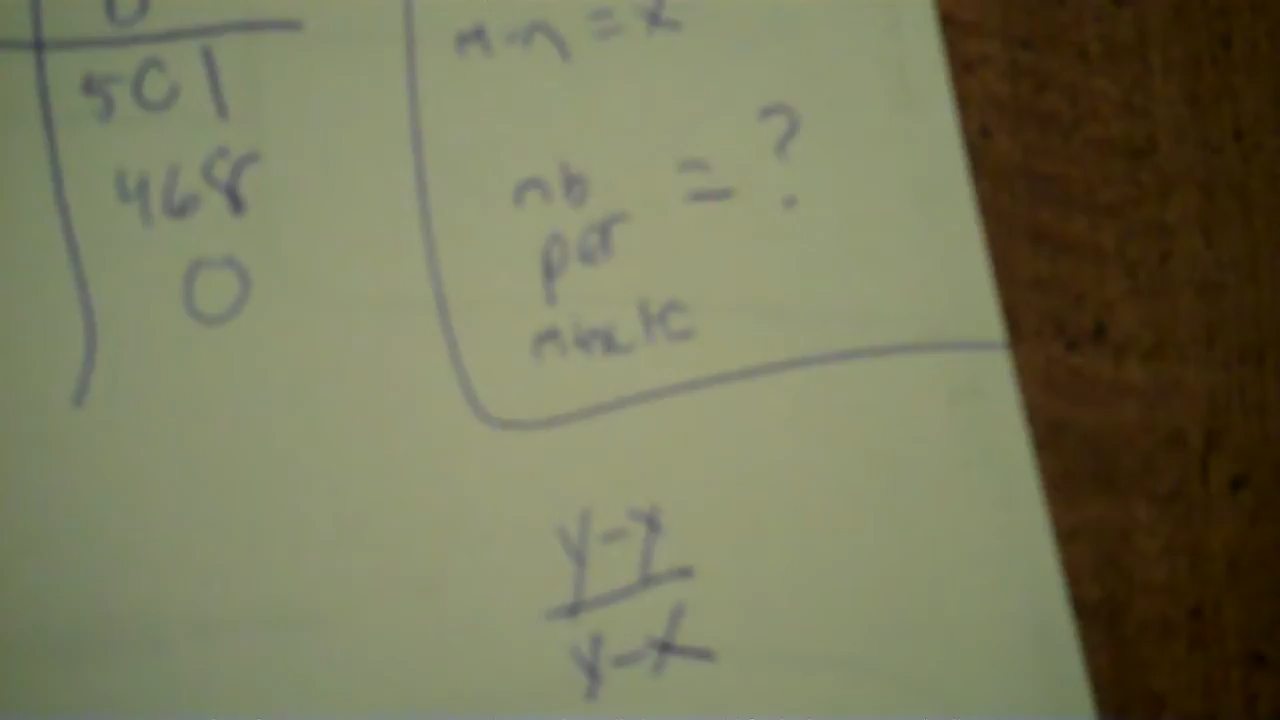 501
468
0
n-n = x
nb = ?
per
y-y
y-x